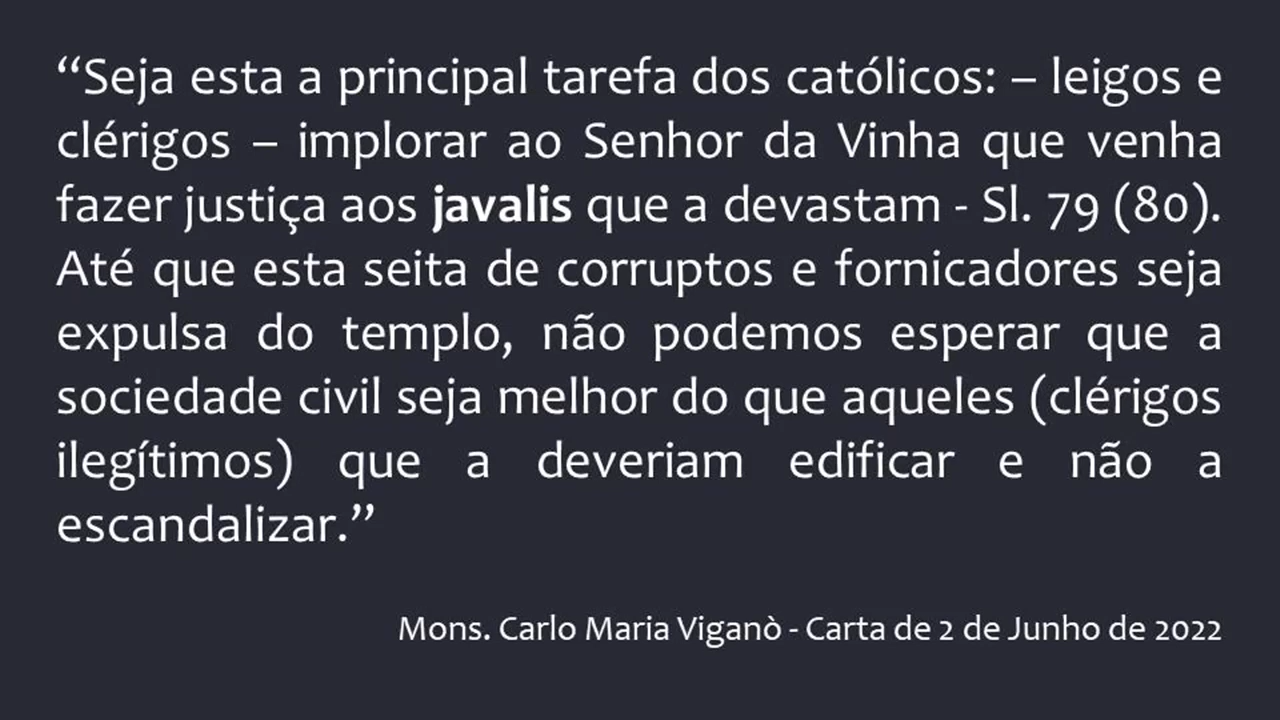 “Seja esta a principal tarefa dos católicos: – leigos e
clérigos – implorar ao Senhor da Vinha que venha
fazer justiça aos javalis que a devastam - Sl. 79 (80).
Até que esta seita de corruptos e fornicadores seja
expulsa do templo, não podemos esperar que a
sociedade civil seja melhor do que aqueles (clérigos
ilegítimos) que a deveriam edificar e não a
escandalizar.”
Mons. Carlo Maria Viganò - Carta de 2 de Junho de 2022